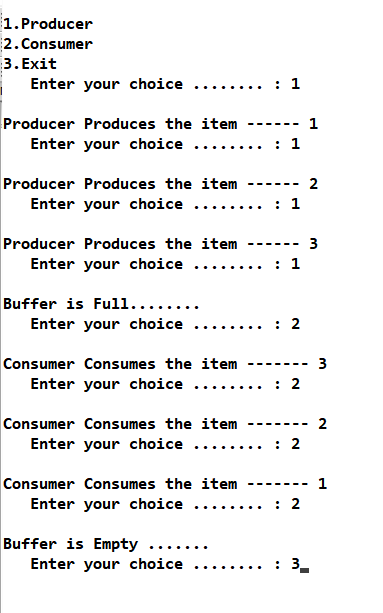 1.Producer
2.Consumer
3.Exit
Enter your choice ........ : 1
Producer Produces the item ------ 1
Enter your choice ........ : 1
Producer Produces the item ------ 2
Enter your choice ........ : 1
Producer Produces the item ------ 3
Enter your choice ........ : 1
Buffer is Full........
Enter your choice ........ : 2
Consumer Consumes the item ------- 3
Enter your choice ........ : 2
Consumer Consumes the item ------- 2
Enter your choice ........ : 2
Consumer Consumes the item ------- 1
Enter your choice ........ : 2
Buffer is Empty .......
Enter your choice ........ : 3